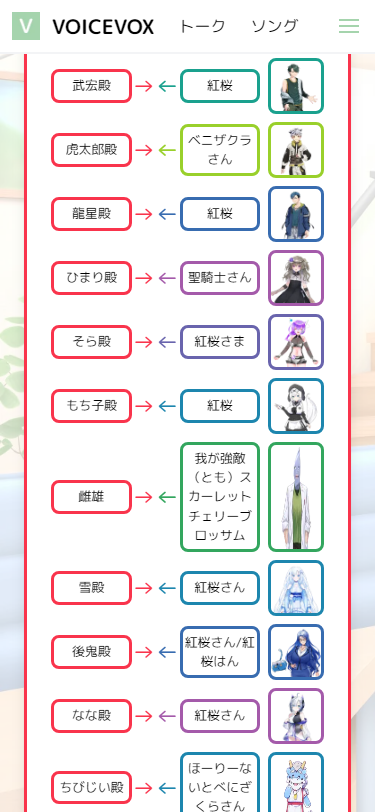 V VOICEVOX トーク ソング
武宏殿 → ← 紅桜
虎太郎殿 → ← ベニザクラ
さん
龍星殿 → ← 紅桜
ひまり殿 → ← 聖騎士さん
そら殿 → ← 紅桜さま
もち子殿 → ← 紅桜
雌雄 → ← 我が強敵
（とも）ス
カーレット
チェリーブ
ロッサム
雪殿 → ← 紅桜さん
後鬼殿 → ← 紅桜さん/紅
桜はん
なな殿 → ← 紅桜さん
ちびじい殿 → ← ほーりーな
いとべにざ
くらさん